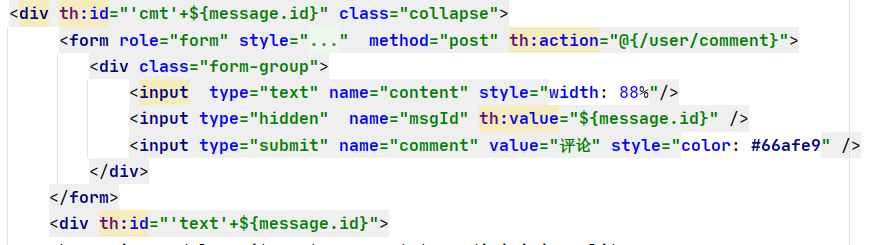 <div th:id="'cmt'+${message.id}" class="collapse">
<form role="form" style="..." method="post" th:action="@{/user/comment}">
<div class="form-group">
<input type="text" name="content" style="width: 88%"/>
<input type="hidden" name="msgId" th:value="${message.id}" />
<input type="submit" name="comment" value="评论" style="color: #66afe9" />
</div>
</form>
<div th:id="'text'+${message.id}">